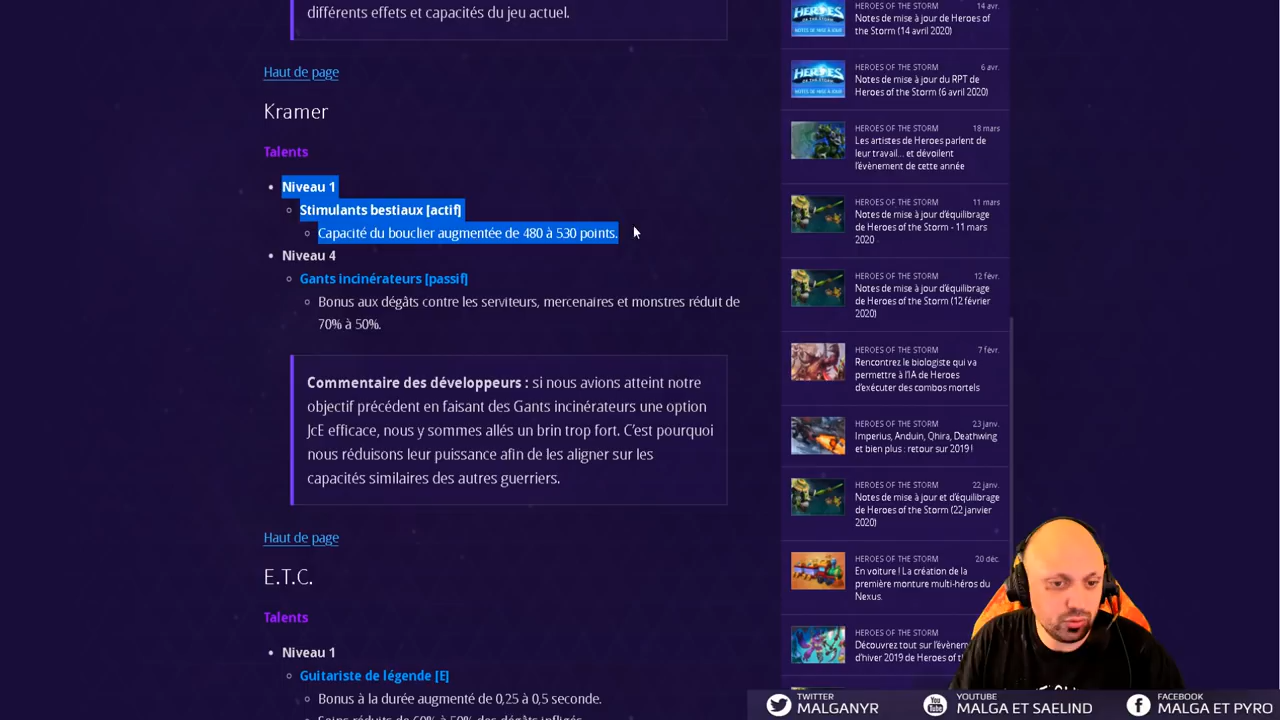 différents effets et capacités du jeu actuel.
Haut de page
Kramer
Talents
Niveau 1
Stimulants bestiaux [actif]
Capacité du bouclier augmentée de 480 à 530 points.
Niveau 4
Gants incinérateurs [passif]
Bonus aux dégâts contre les serviteurs, mercenaires et monstres réduit de
70% à 50%.
Commentaire des développeurs : si nous avions atteint notre
objectif précédent en faisant des Gants incinérateurs une option
JcE efficace, nous y sommes allés un brin trop fort. C'est pourquoi
nous réduisons leur puissance afin de les aligner sur les
capacités similaires des autres guerriers.
Haut de page
E.T.C.
Talents
Niveau 1
Guitariste de légende [E]
Bonus à la durée augmenté de 0,25 à 0,5 seconde.
Soins réduits de 60% à 50% des dégâts infligés.
HEROES OF THE STORM 14 avr.
Notes de mise à jour de Heroes of
the Storm (14 avril 2020)
HEROES OF THE STORM 6 avr.
Notes de mise à jour du RPT de
Heroes of the Storm (6 avril 2020)
HEROES OF THE STORM 18 mars
Les artistes de Heroes parlent de
leur travail... et dévoilent
l'évènement de cette année
HEROES OF THE STORM 11 mars
Notes de mise à jour d'équilibrage
de Heroes of the Storm - 11 mars
2020
HEROES OF THE STORM 12 févr.
Notes de mise à jour d'équilibrage
de Heroes of the Storm (12 février
2020)
HEROES OF THE STORM 7 févr.
Rencontrez le biologiste qui va
permettre à l'IA de Heroes
d'exécuter des combos mortels
HEROES OF THE STORM 23 janv.
Imperius, Anduin, Qhira, Deathwing
et bien plus : retour sur 2019 !
HEROES OF THE STORM 22 janv.
Notes de mise à jour et d'équilibrage
de Heroes of the Storm (22 janvier
2020)
HEROES OF THE STORM 20 déc.
En voiture ! La création de la
première monture multi-héros du
Nexus.
HEROES OF THE STORM
Découvrez tout sur l'évènem
d'hiver 2019 de Heroes of t
TWITTER
MALGANYR
YOUTUBE
MALGA ET SAELIND
FACEBOOK
MALGA ET PYRO